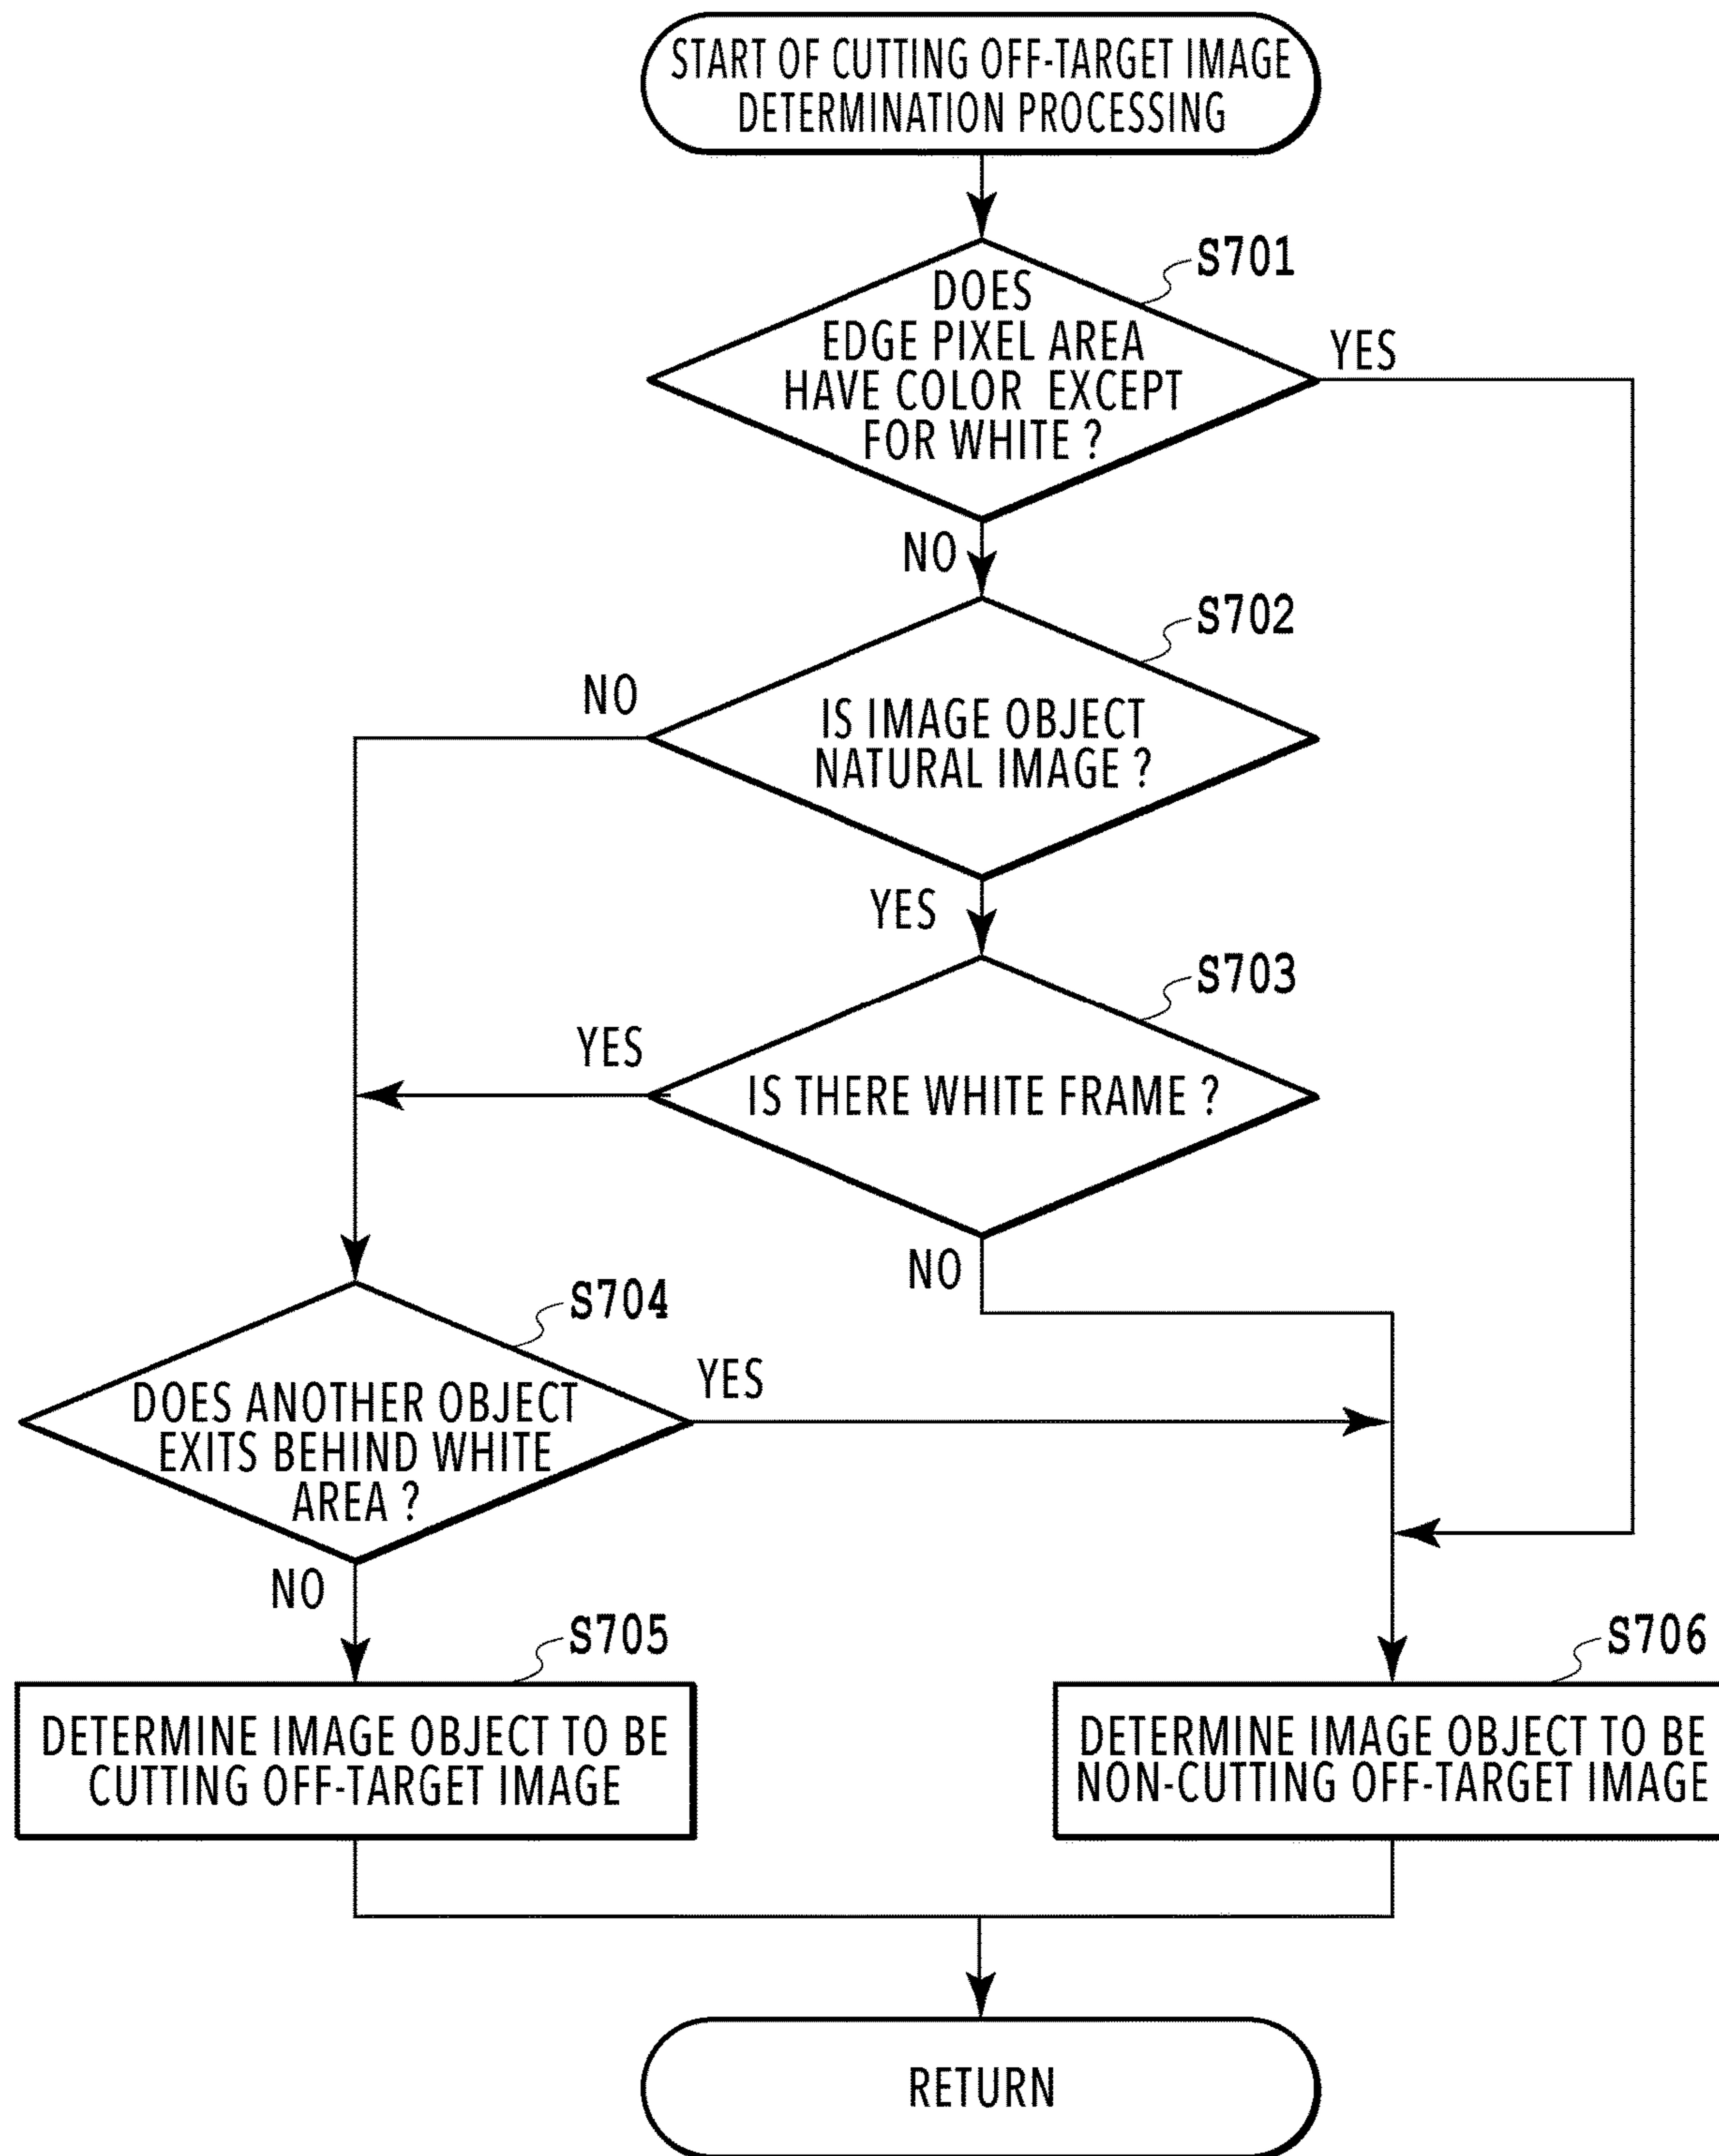 START OF CUTTING OFF-TARGET IMAGE
DETERMINATION PROCESSING
S701
DOES
EDGE PIXEL AREA
HAVE COLOR EXCEPT
FOR WHITE ?
YES
NO
S702
NO
IS IMAGE OBJECT
NATURAL IMAGE ?
YES
S703
YES
IS THERE WHITE FRAME ?
NO
S704
YES
DOES ANOTHER OBJECT
EXITS BEHIND WHITE
AREA ?
NO
S705
S706
DETERMINE IMAGE OBJECT TO BE
CUTTING OFF-TARGET IMAGE
DETERMINE IMAGE OBJECT TO BE
NON-CUTTING OFF-TARGET IMAGE
RETURN